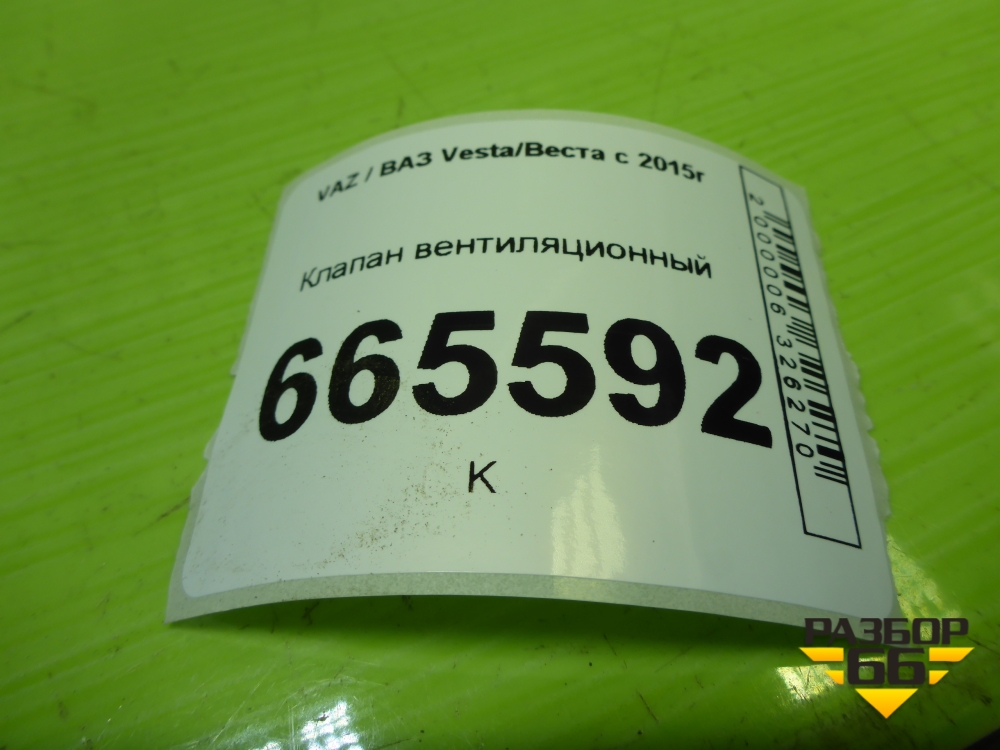 VAZ / ВАЗ Vesta/Веста с 2015г
Клапан вентиляционный
665592
К
2000006326270
РАЗБОР
66